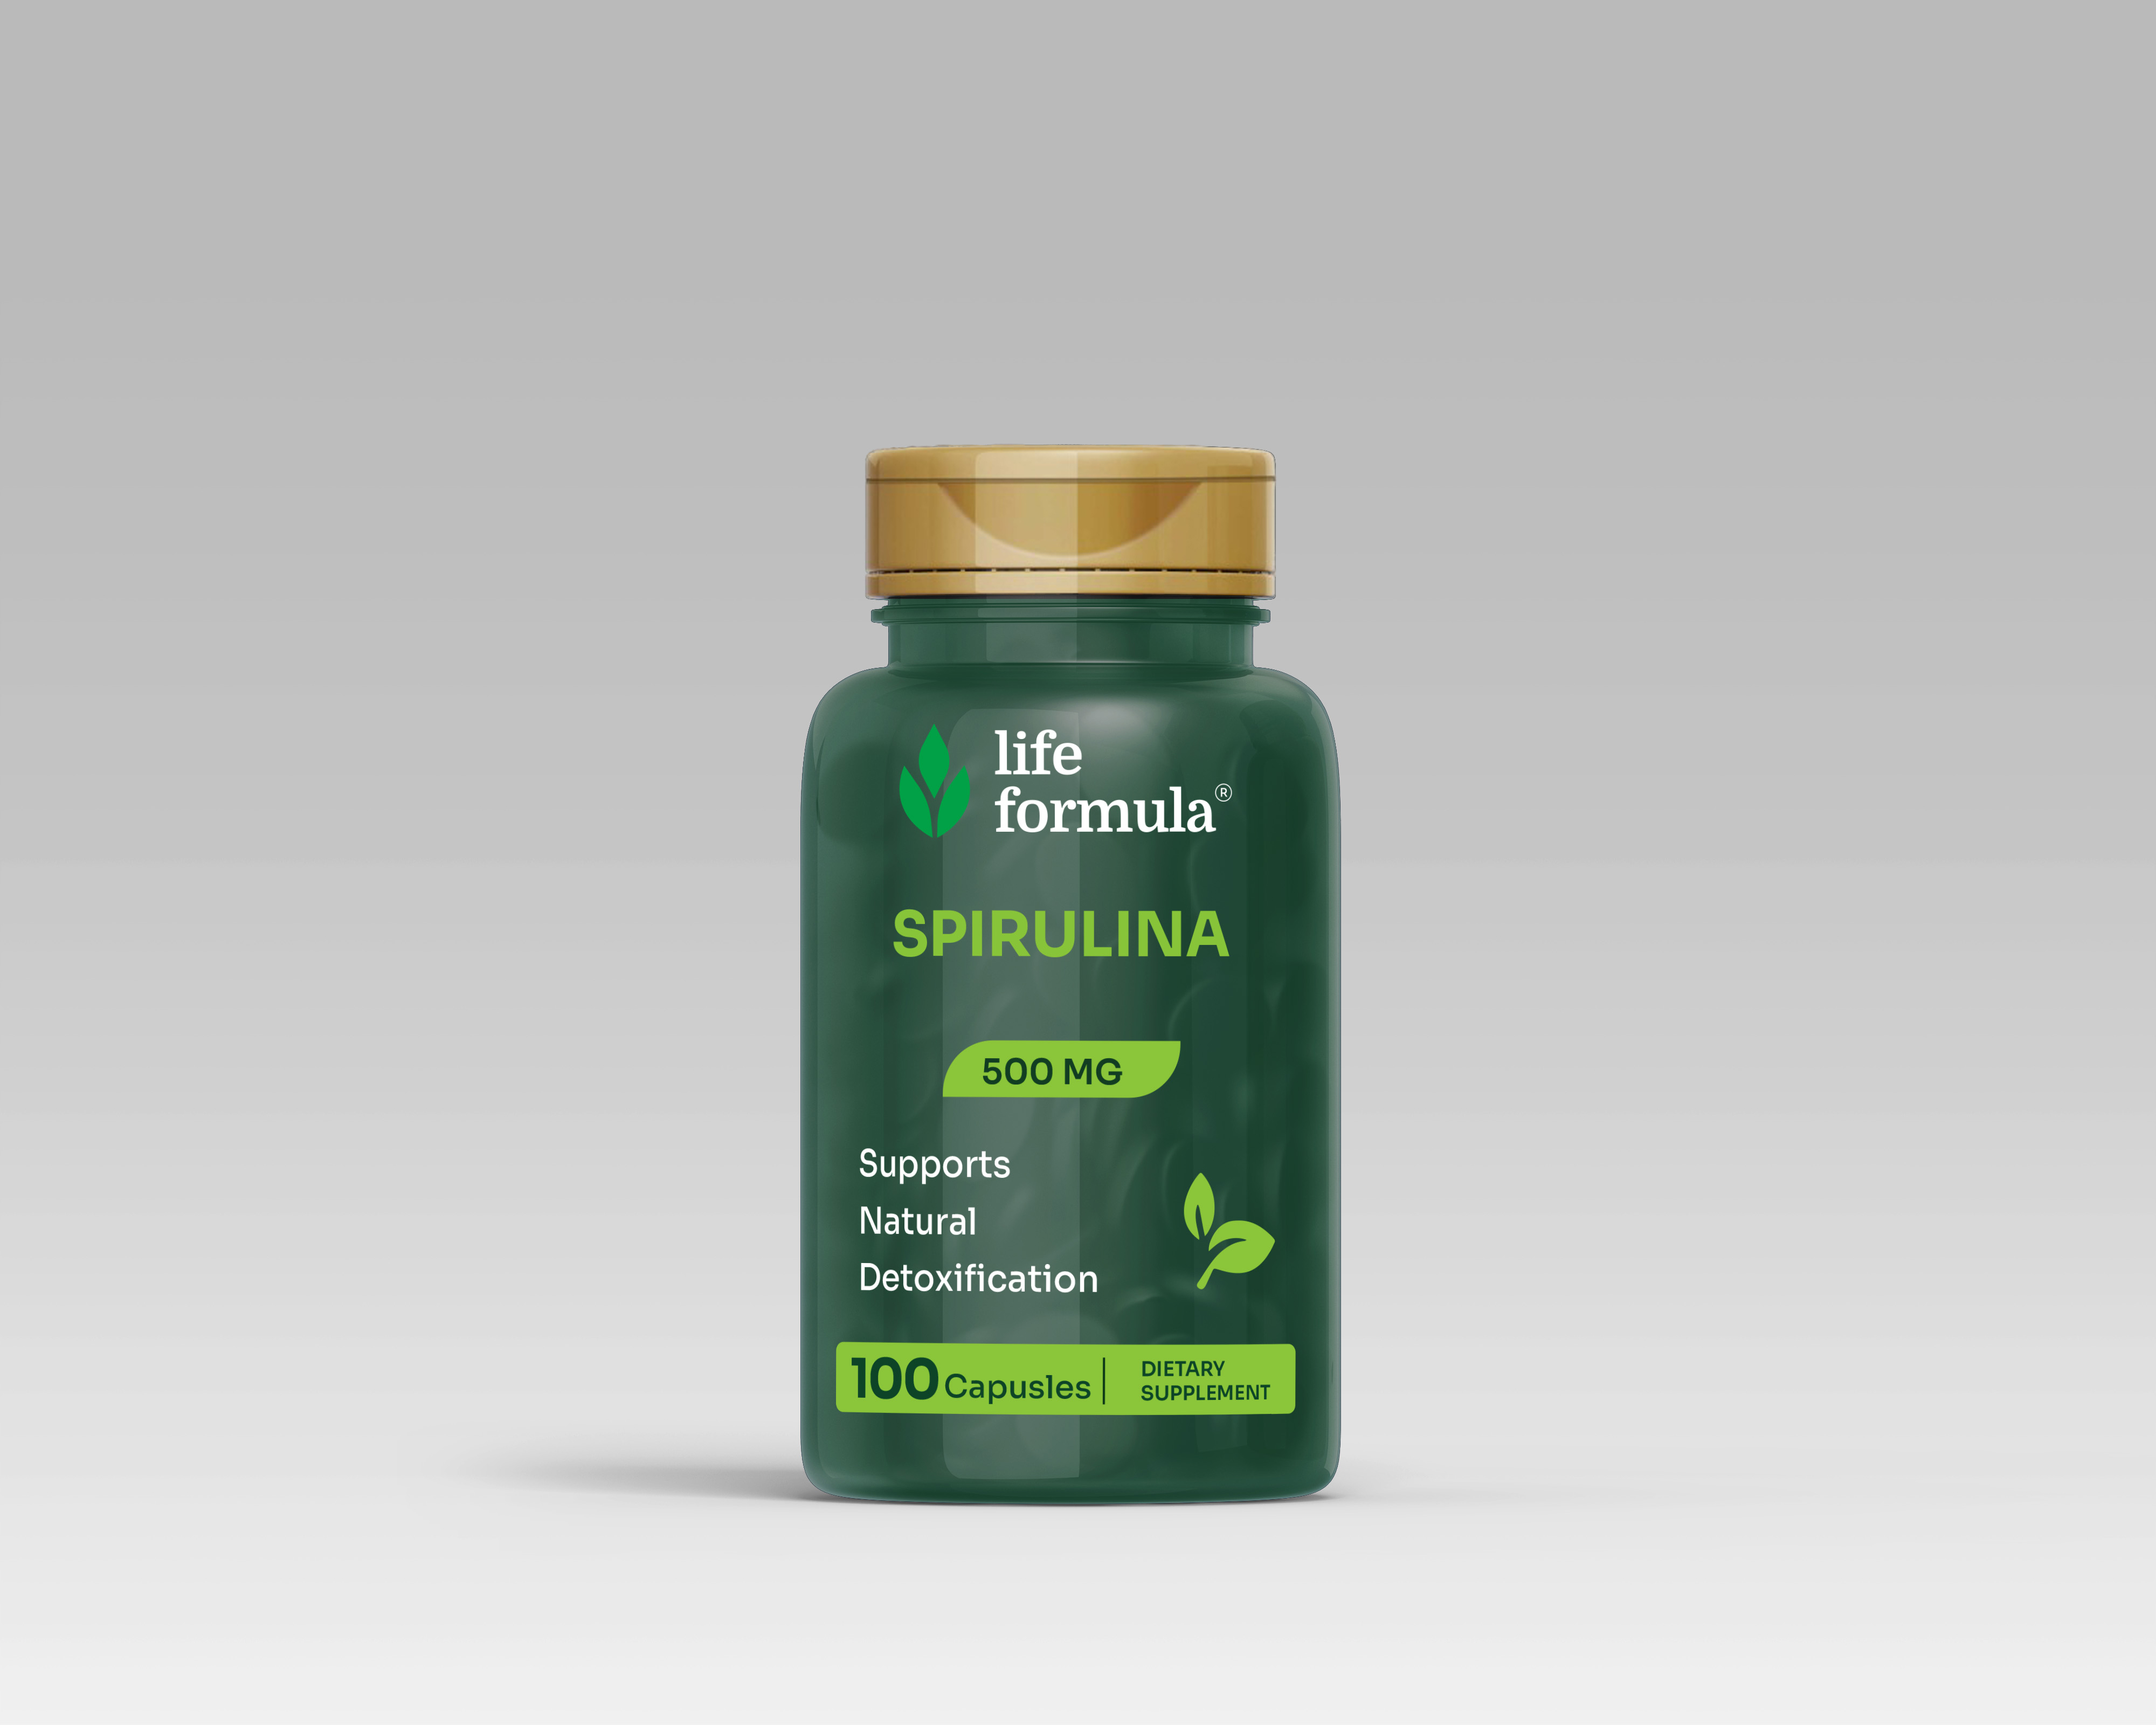 life
formula®
SPIRULINA
500 MG
Supports
Natural
Detoxification
100 Capusles
DIETARY
SUPPLEMENT